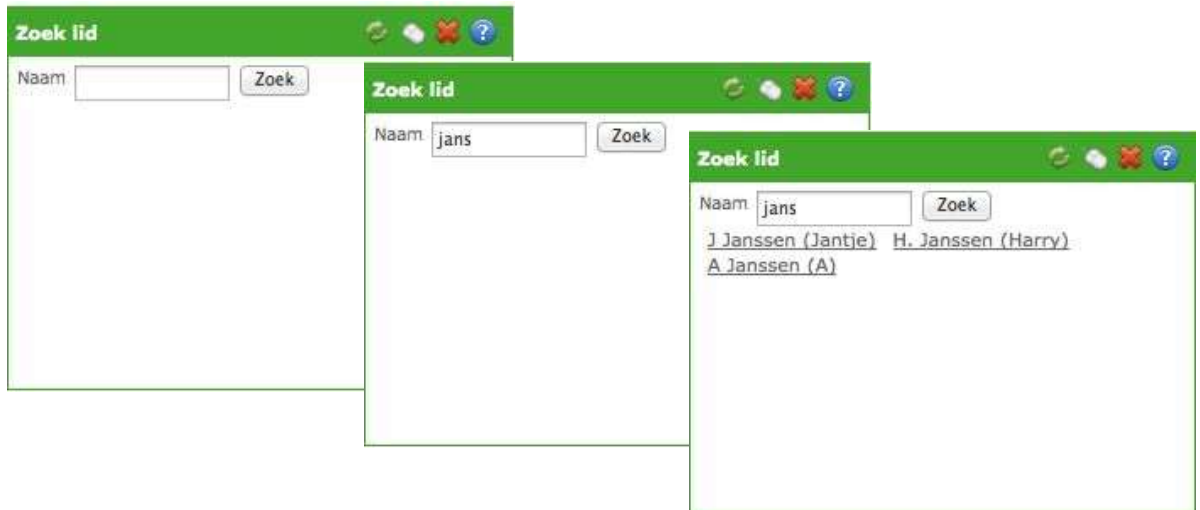 Zoek lid
Naam
Zoek
Zoek lid
Naam jans Zoek
Zoek lid
Naam jans Zoek
J Janssen (Jantje) H. Janssen (Harry)
A Janssen (A)